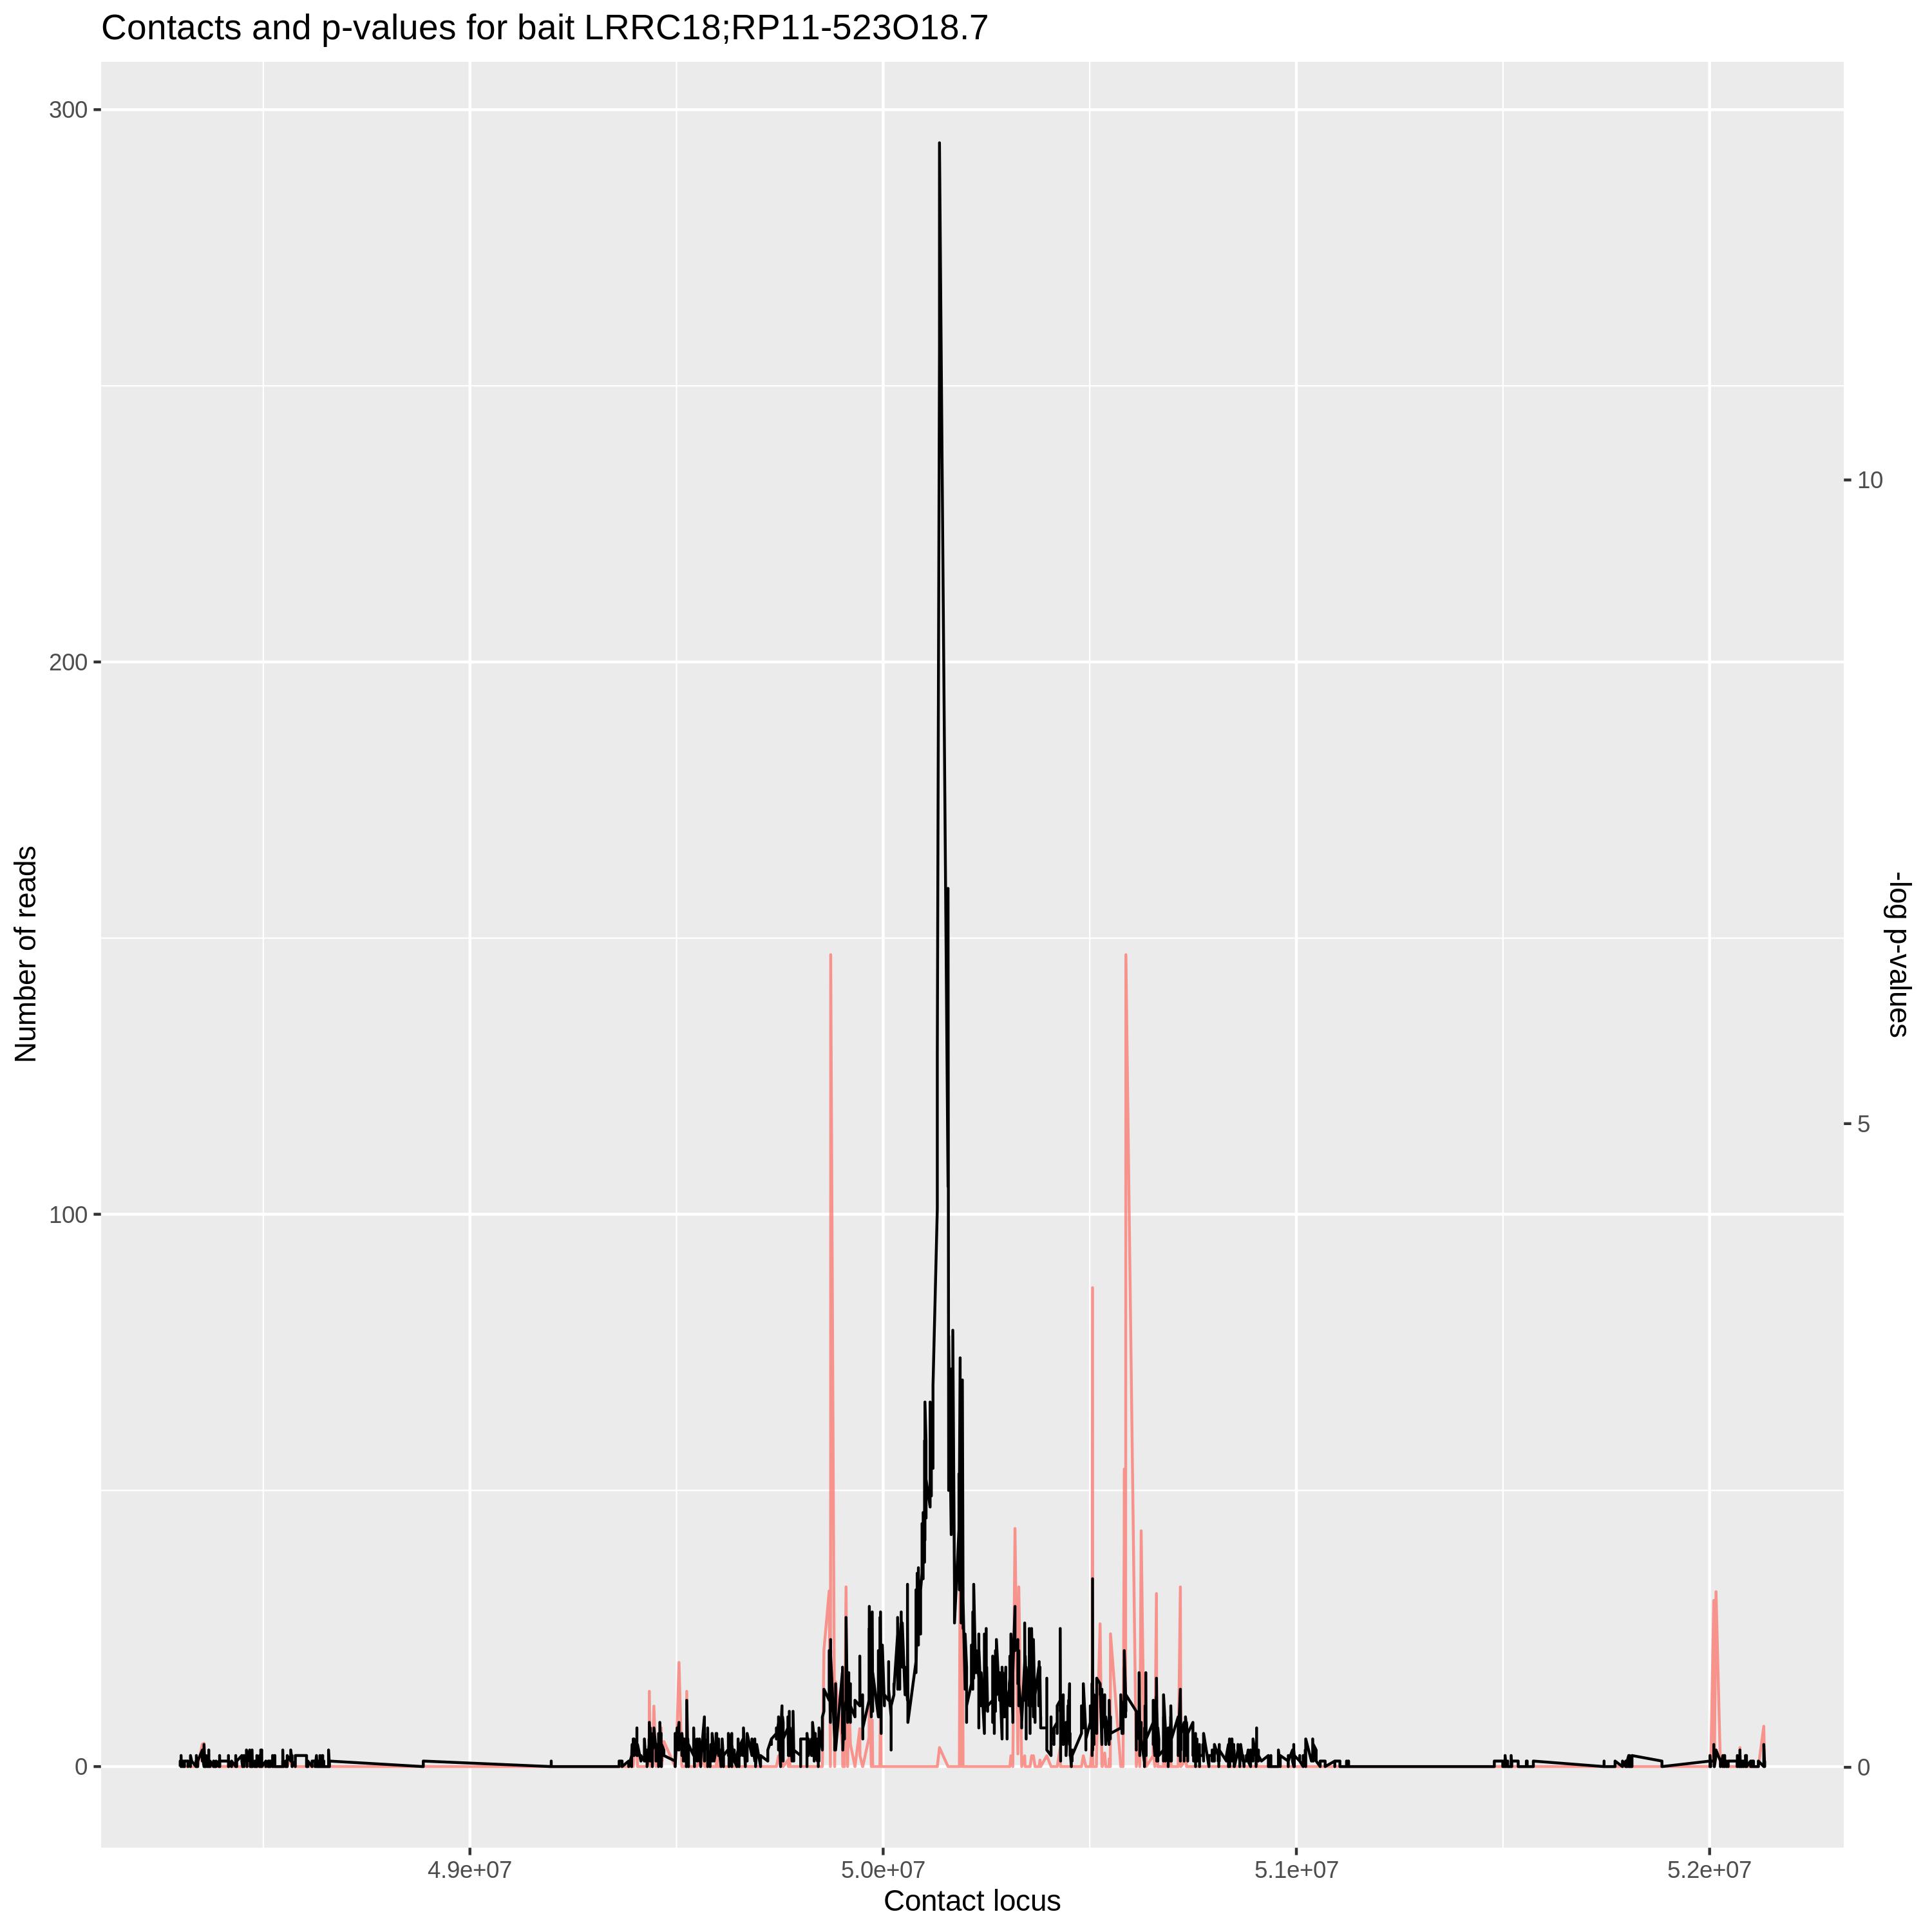 Contacts and p-values for bait LRRC18;RP11-523O18.7
300
200
100
0
Number of reads
10
5
0
-log p-values
4.9e+07
5.0e+07
5.1e+07
5.2e+07
Contact locus